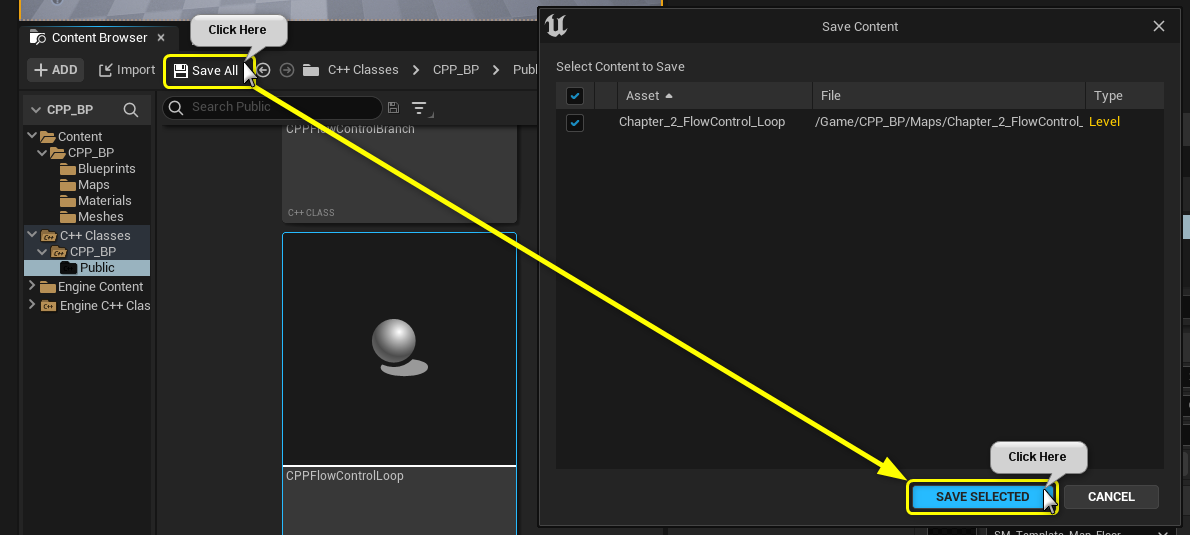 Click Here
Content Browser
ADD
Import
Save All
C++ Classes
CPP_BP
Publ
CPP_BP
Search Public
Content
CPP_BP
Blueprints
Maps
Materials
Meshes
C++ Classes
CPP_BP
Public
Engine Content
Engine C++ Clas
CPPFlowControlBranch
C++ CLASS
CPPFlowControlLoop
Save Content
Select Content to Save
Asset
File
Type
Chapter_2_FlowControl_Loop
/Game/CPP_BP/Maps/Chapter_2_FlowControl_
Level
Click Here
SAVE SELECTED
CANCEL
SM_Template_Map_Floor